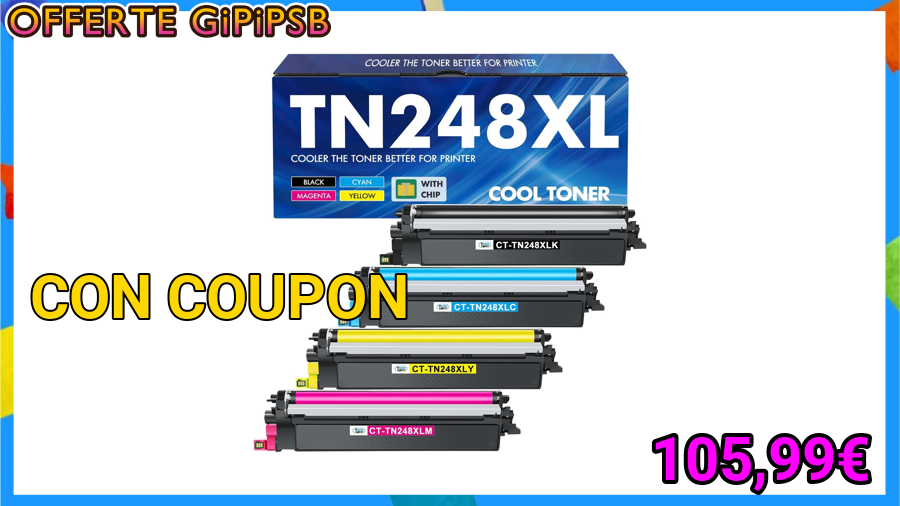 OFFERTE GiPiPSB
COOLER THE TONER BETTER FOR PRINTER
TN248XL
COOLER THE TONER BETTER FOR PRINTER
BLACK CYAN
MAGENTA YELLOW
WITH
CHIP
COOL TONER
CT-TN248XLK
CON COUPON
CT-TN248XLC
CT-TN248XLY
CT-TN248XLM
105,99€